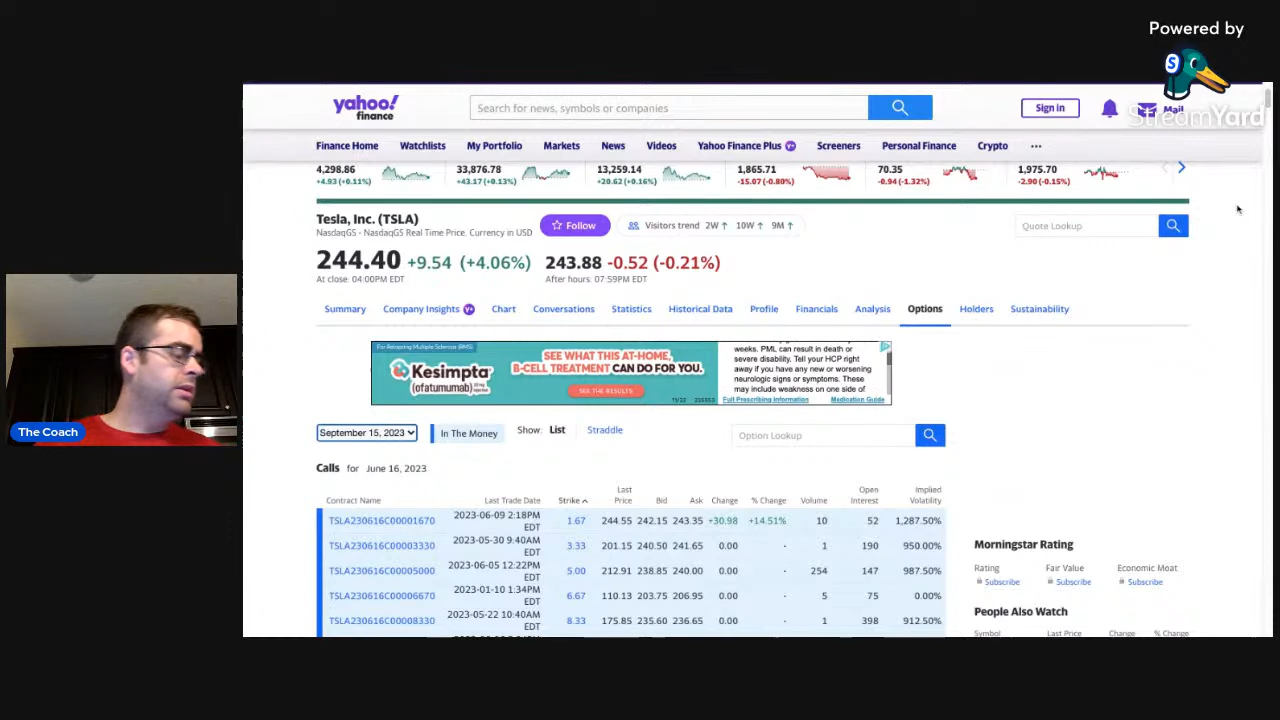 Powered by
S
StreamYard
yahoo!
finance
Search for news, symbols or companies
Sign in
Mail
Finance Home Watchlists My Portfolio Markets News Videos Yahoo Finance Plus Y+ Screeners Personal Finance Crypto ...
4,298.86 33,876.78 13,259.14 1,865.71 70.35 1,975.70
+4.93 (+0.11%) +43.17 (+0.13%) +20.62 (+0.16%) -15.07 (-0.80%) -0.94 (-1.32%) -2.90 (-0.15%)
Tesla, Inc. (TSLA)
NasdaqGS - NasdaqGS Real Time Price. Currency in USD
Follow
Visitors trend 2W↑ 10W↑ 9M↑
Quote Lookup
244.40 +9.54 (+4.06%) 243.88 -0.52 (-0.21%)
At close: 04:00PM EDT After hours: 07:59PM EDT
Summary Company Insights Y+ Chart Conversations Statistics Historical Data Profile Financials Analysis Options Holders Sustainability
For Relapsing Multiple Sclerosis (RMS)
Kesimpta
(ofatumumab)
SEE WHAT THIS AT-HOME,
B-CELL TREATMENT CAN DO FOR YOU.
SEE THE RESULTS
weeks. PML can result in death or
severe disability. Tell your HCP right
away if you have any new or worsening
neurologic signs or symptoms. These
may include weakness on one side of
Full Prescribing Information Medication Guide
The Coach
September 15, 2023
In The Money
Show: List Straddle
Option Lookup
Calls for June 16, 2023
Contract Name Last Trade Date Strike Last Price Bid Ask Change % Change Volume Open Interest Implied Volatility
TSLA230616C00001670 2023-06-09 2:18PM EDT 1.67 244.55 242.15 243.35 +30.98 +14.51% 10 52 1,287.50%
TSLA230616C00003330 2023-05-30 9:40AM EDT 3.33 201.15 240.50 241.65 0.00 - 1 190 950.00%
TSLA230616C00005000 2023-06-05 12:22PM EDT 5.00 212.91 238.85 240.00 0.00 - 254 147 987.50%
TSLA230616C00006670 2023-01-10 1:34PM EDT 6.67 110.13 203.75 206.95 0.00 - 5 75 0.00%
TSLA230616C00008330 2023-05-22 10:40AM EDT 8.33 175.85 235.60 236.65 0.00 - 1 398 912.50%
Morningstar Rating
Rating Fair Value Economic Moat
Subscribe Subscribe Subscribe
People Also Watch
Symbol Last Price Change % Change